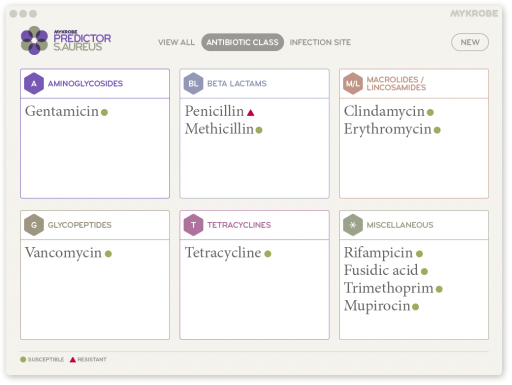 MYKROBE
MYKROBE
PREDICTOR
S.AUREUS
VIEW ALL
ANTIBIOTIC CLASS
INFECTION SITE
NEW
A
AMINOGLYCOSIDES
Gentamicin
BL
BETA LACTAMS
Penicillin
Methicillin
M/L
MACROLIDES /
LINCOSAMIDES
Clindamycin
Erythromycin
G
GLYCOPEPTIDES
Vancomycin
T
TETRACYCLINES
Tetracycline
MISCELLANEOUS
Rifampicin
Fusidic acid
Trimethoprim
Mupirocin
SUSCEPTIBLE
RESISTANT